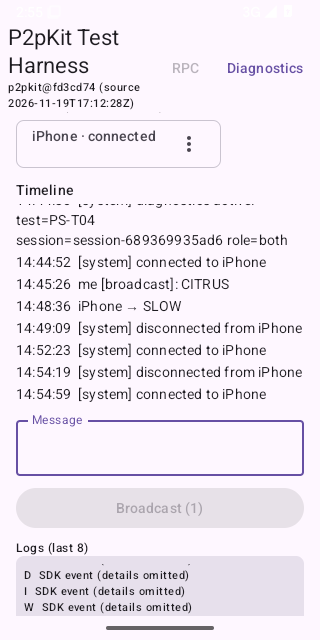 P2pKit Test
Harness
RPC
Diagnostics
p2pkit@fd3cd74 (source
2026-11-19T17:12:28Z)
iPhone · connected
Timeline
test=PS-T04
session=session-689369935ad6 role=both
14:44:52 [system] connected to iPhone
14:45:26 me [broadcast]: CITRUS
14:48:36 iPhone → SLOW
14:49:09 [system] disconnected from iPhone
14:52:23 [system] connected to iPhone
14:54:19 [system] disconnected from iPhone
14:54:59 [system] connected to iPhone
Message
Broadcast (1)
Logs (last 8)
D SDK event (details omitted)
I SDK event (details omitted)
W SDK event (details omitted)